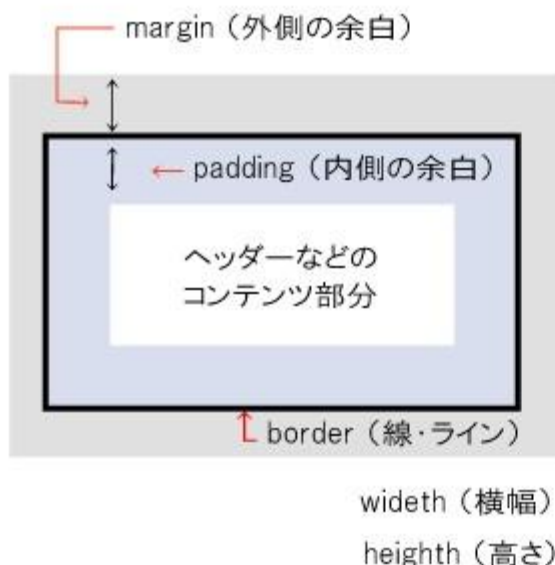 margin（外側の余白）
padding（内側の余白）
ヘッダーなどの
コンテンツ部分
border（線・ライン）
wideth（横幅）
heighth（高さ）